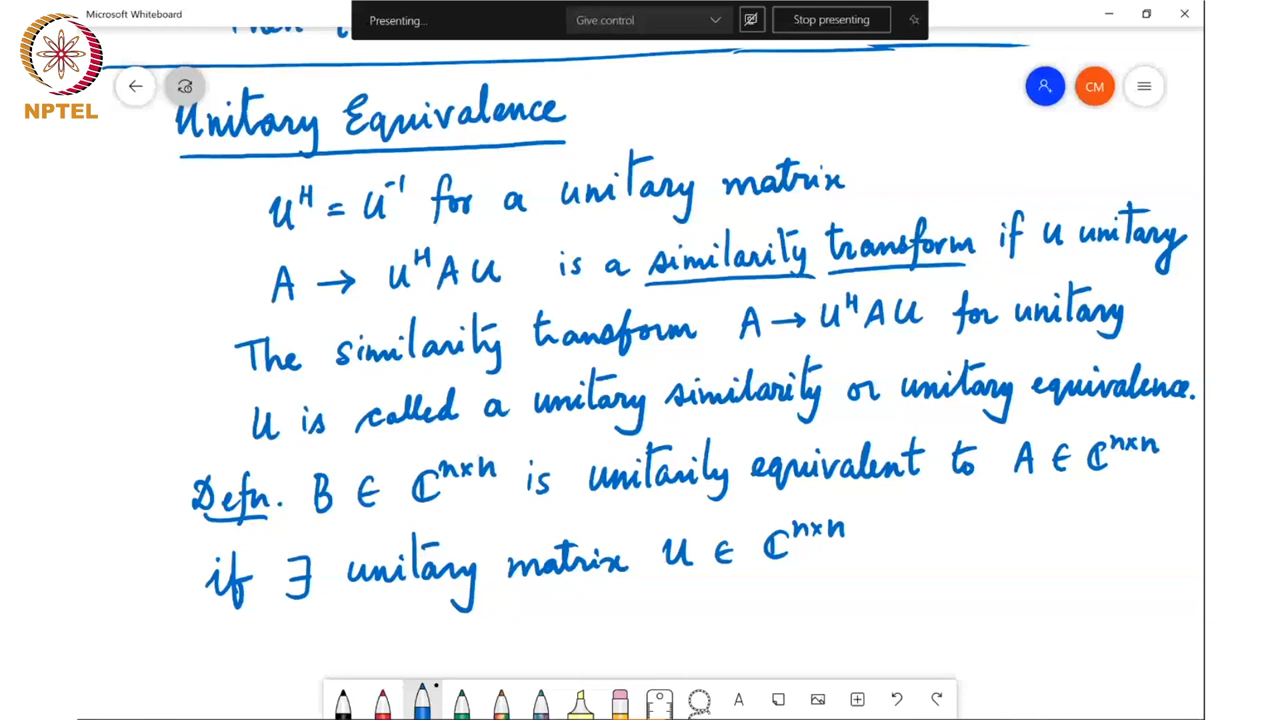 Microsoft Whiteboard
Presenting...
Give control
Stop presenting
NPTEL
CM
Unitary Equivalence
U^H = U^-1 for a unitary matrix
A → U^H A U is a similarity transform if U unitary
The similarity transform A → U^H A U for unitary
U is called a unitary similarity or unitary equivalence.
Defn. B ∈ ℂ^n×n is unitarily equivalent to A ∈ ℂ^n×n
if ∃ unitary matrix U ∈ ℂ^n×n